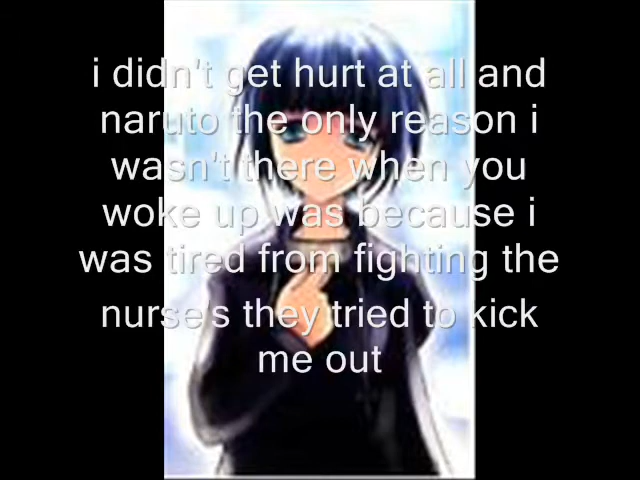 i didn't get hurt at all and
naruto the only reason i
wasn't there when you
woke up was because i
was tired from fighting the
nurse's they tried to kick
me out